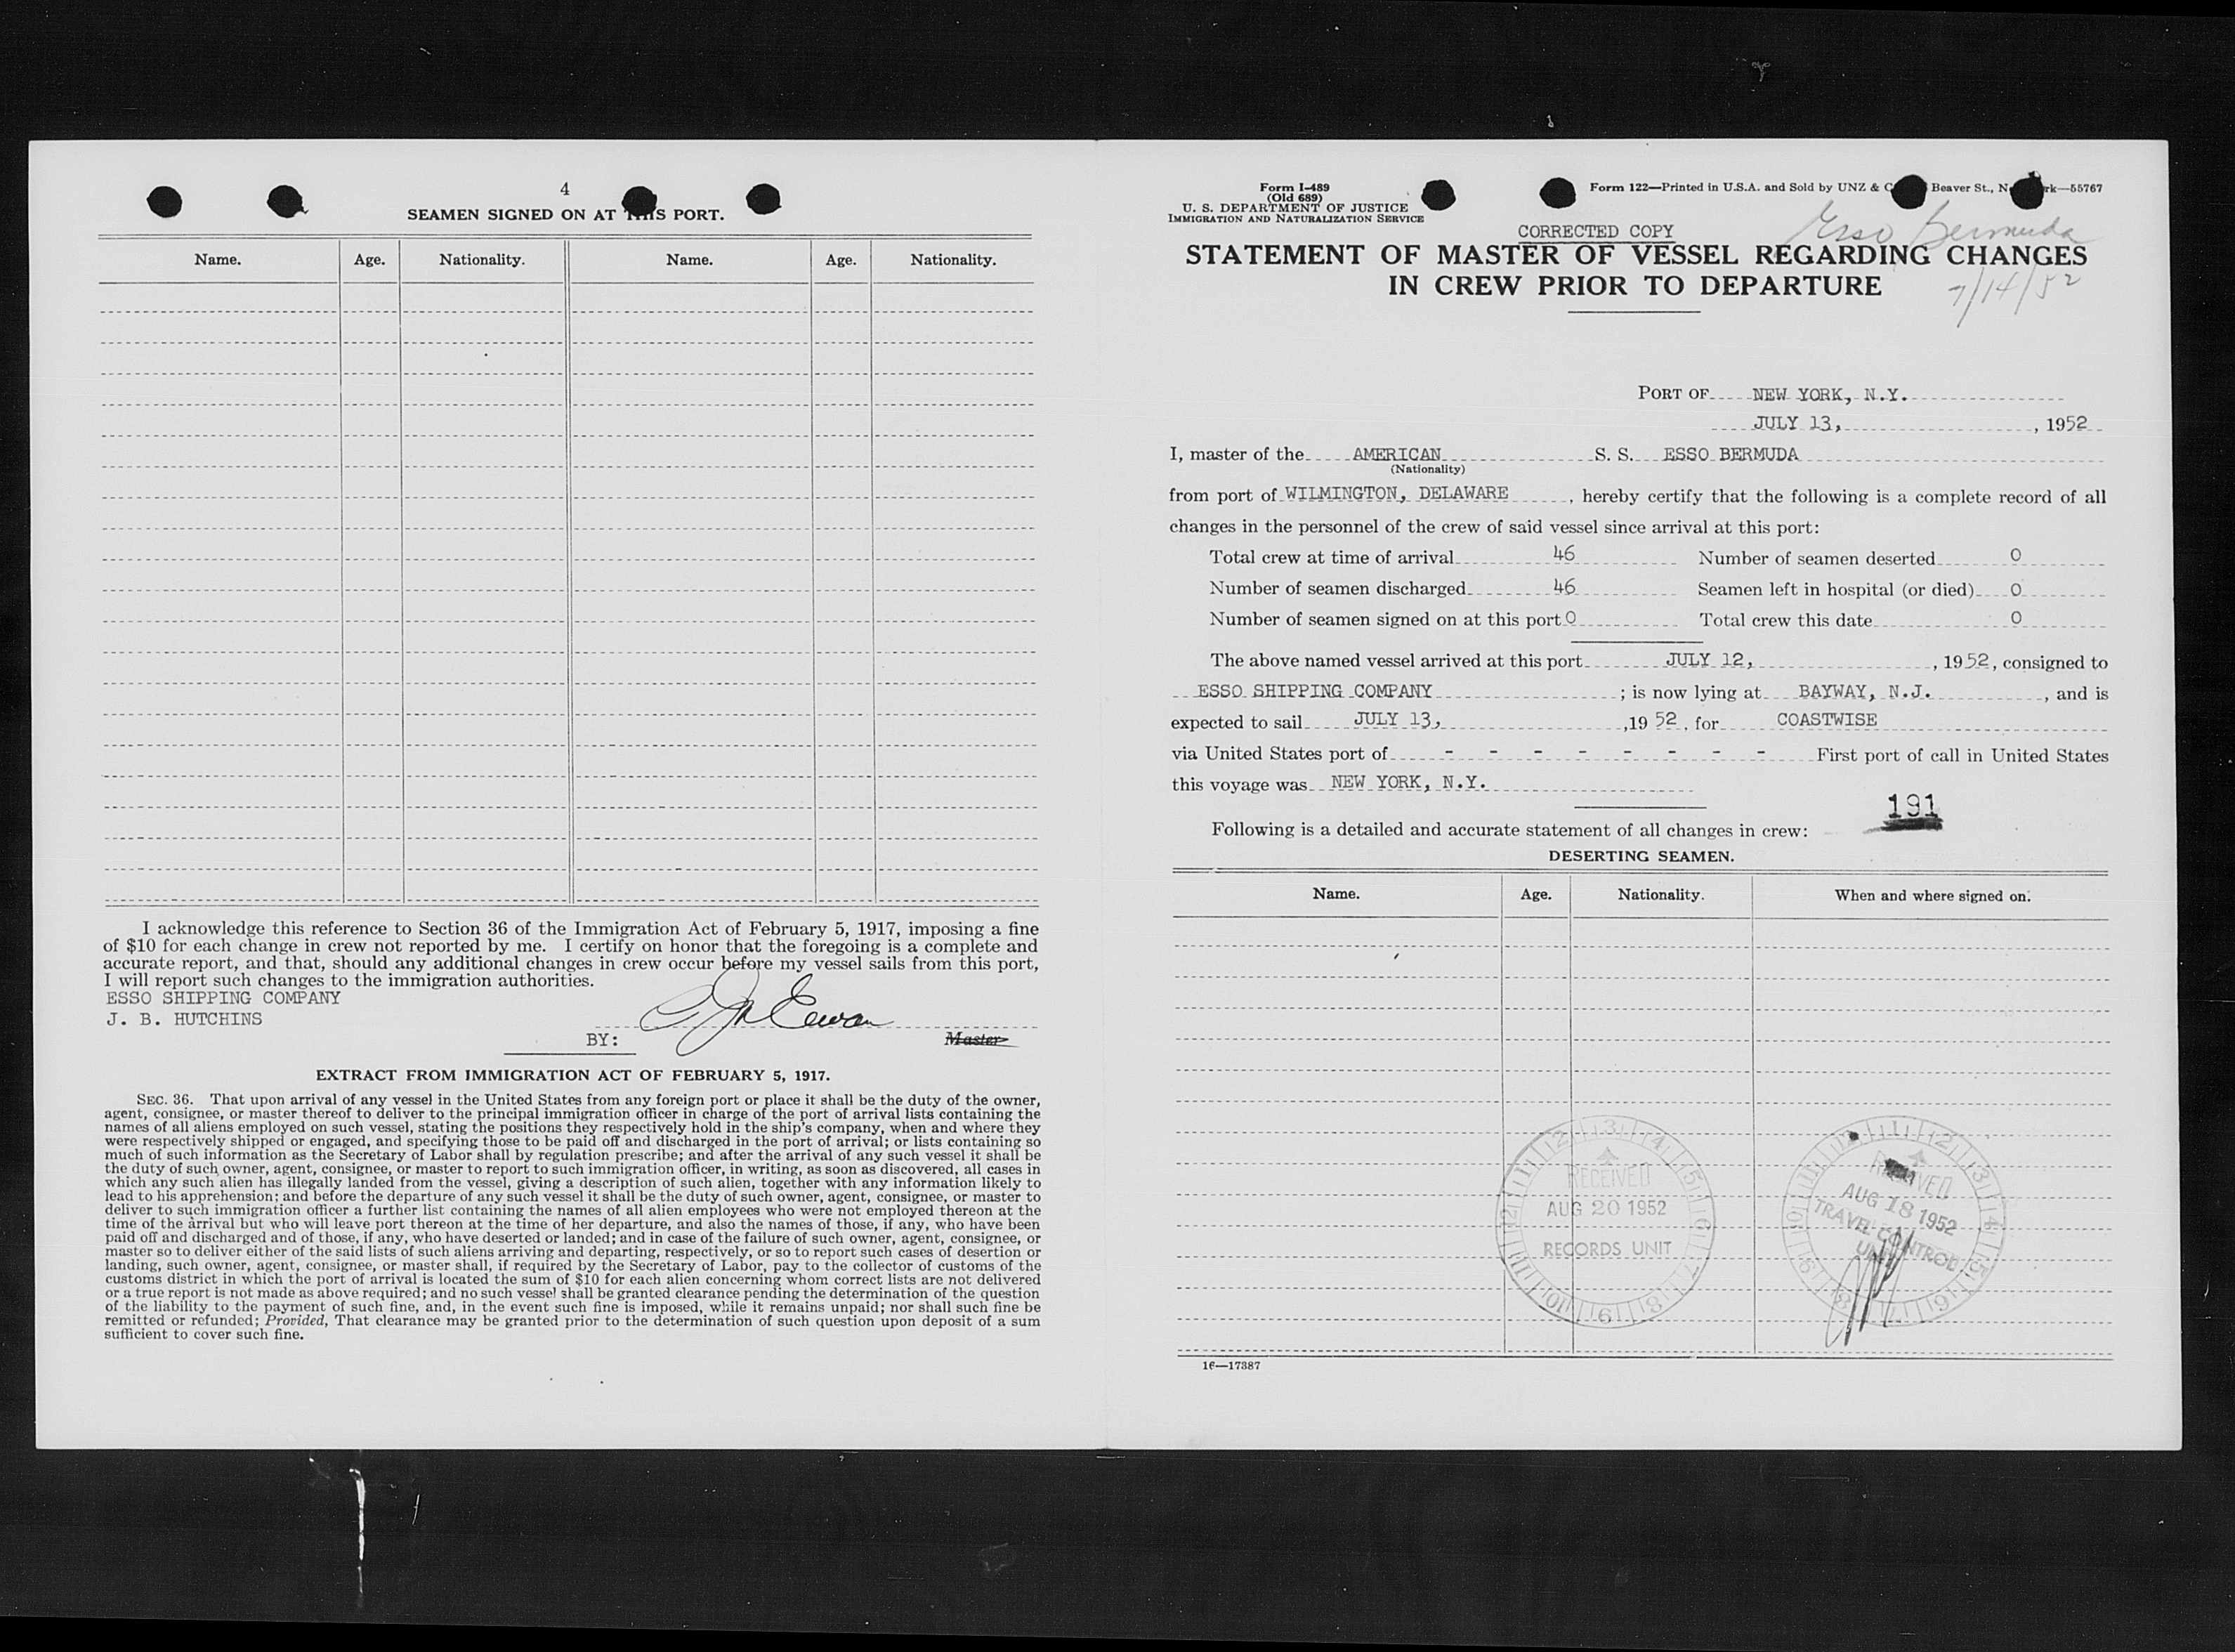 4
SEAMEN SIGNED ON AT THIS PORT.
Name. Age. Nationality. Name. Age. Nationality.
I acknowledge this reference to Section 36 of the Immigration Act of February 5, 1917, imposing a fine
of $10 for each change in crew not reported by me. I certify on honor that the foregoing is a complete and
accurate report, and that, should any additional changes in crew occur before my vessel sails from this port,
I will report such changes to the immigration authorities.
ESSO SHIPPING COMPANY
J. B. HUTCHINS
BY: Master
EXTRACT FROM IMMIGRATION ACT OF FEBRUARY 5, 1917.
SEC. 36. That upon arrival of any vessel in the United States from any foreign port or place it shall be the duty of the owner,
agent, consignee, or master thereof to deliver to the principal immigration officer in charge of the port of arrival lists containing the
names of all aliens employed on such vessel, stating the positions they respectively hold in the ship's company, when and where they
were respectively shipped or engaged, and specifying those to be paid off and discharged in the port of arrival; or lists containing so
much of such information as the Secretary of Labor shall by regulation prescribe; and after the arrival of any such vessel it shall be
the duty of such owner, agent, consignee, or master to report to such immigration officer, in writing, as soon as discovered, all cases in
which any such alien has illegally landed from the vessel, giving a description of such alien, together with any information likely to
lead to his apprehension; and before the departure of any such vessel it shall be the duty of such owner, agent, consignee, or master to
deliver to such immigration officer a further list containing the names of all alien employees who were not employed thereon at the
time of the arrival but who will leave port thereon at the time of her departure, and also the names of those, if any, who have been
paid off and discharged and of those, if any, who have deserted or landed; and in case of the failure of such owner, agent, consignee, or
master so to deliver either of the said lists of such aliens arriving and departing, respectively, or so to report such cases of desertion or
landing, such owner, agent, consignee, or master shall, if required by the Secretary of Labor, pay to the collector of customs of the
customs district in which the port of arrival is located the sum of $10 for each alien concerning whom correct lists are not delivered
or a true report is not made as above required; and no such vessel shall be granted clearance pending the determination of the question
of the liability to the payment of such fine, and, in the event such fine is imposed, while it remains unpaid; nor shall such fine be
remitted or refunded; Provided, That clearance may be granted prior to the determination of such question upon deposit of a sum
sufficient to cover such fine.
Form I-489
(Old 689)
U. S. DEPARTMENT OF JUSTICE
IMMIGRATION AND NATURALIZATION SERVICE
Form 122—Printed in U.S.A. and Sold by UNZ & Beaver St., 55767
CORRECTED COPY
Esso Bermuda
STATEMENT OF MASTER OF VESSEL REGARDING CHANGES
IN CREW PRIOR TO DEPARTURE
7/14/52
PORT OF NEW YORK, N.Y.
JULY 13, , 1952
I, master of the AMERICAN S. S. ESSO BERMUDA
(Nationality)
from port of WILMINGTON, DELAWARE , hereby certify that the following is a complete record of all
changes in the personnel of the crew of said vessel since arrival at this port:
Total crew at time of arrival 46 Number of seamen deserted 0
Number of seamen discharged 46 Seamen left in hospital (or died) 0
Number of seamen signed on at this port 0 Total crew this date 0
The above named vessel arrived at this port JULY 12, , 1952, consigned to
ESSO SHIPPING COMPANY ; is now lying at BAYWAY, N.J. , and is
expected to sail JULY 13, ,19 52 , for COASTWISE
via United States port of - - - - - - - - First port of call in United States
this voyage was NEW YORK, N.Y.
191
Following is a detailed and accurate statement of all changes in crew:
DESERTING SEAMEN.
Name. Age. Nationality. When and where signed on.
RECEIVED
AUG 20 1952
RECORDS UNIT
RECEIVED
AUG 18 1952
TRAVEL CONTROL
UNIT
16—17387